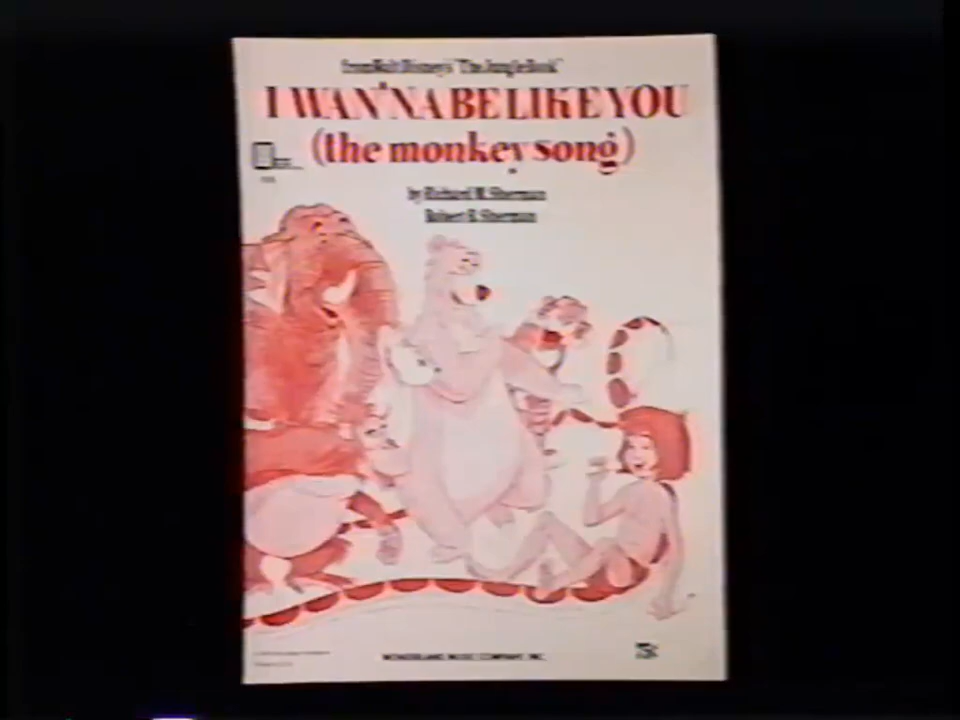 from Walt Disney's "The Jungle Book"
I WAN'NA BE LIKE YOU
(the monkey song)
by Richard M. Sherman
Robert B. Sherman
WONDERLAND MUSIC COMPANY, INC.
75¢